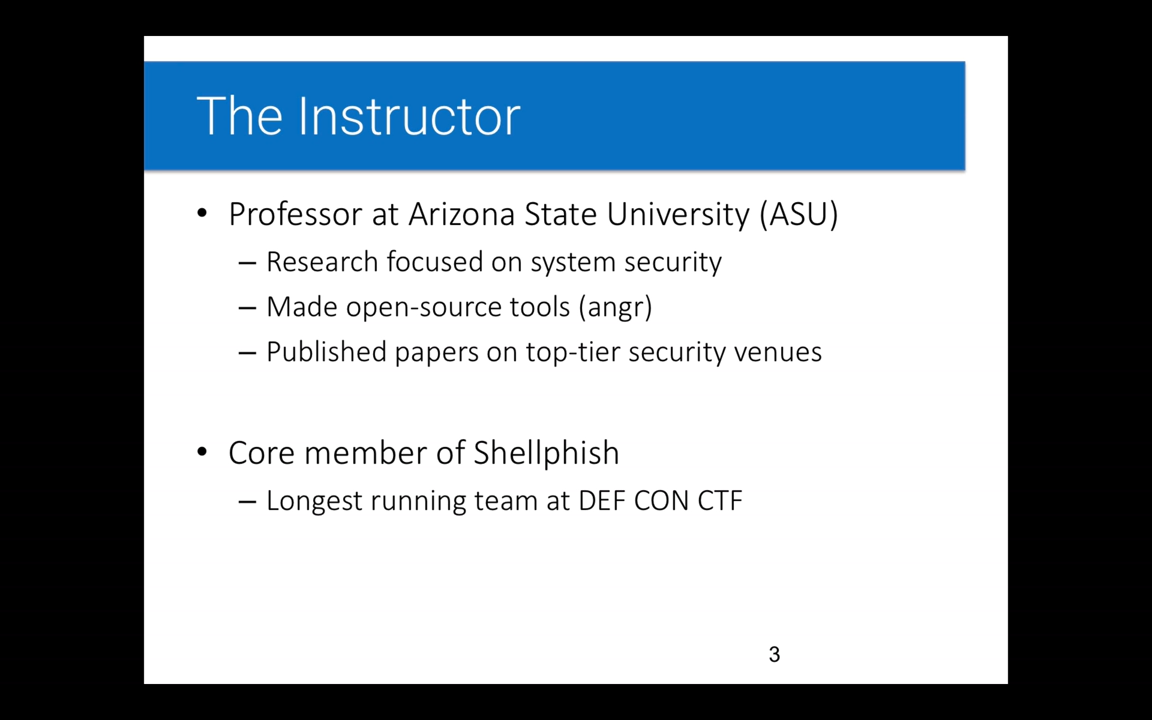 The Instructor
• Professor at Arizona State University (ASU)
– Research focused on system security
– Made open-source tools (angr)
– Published papers on top-tier security venues
• Core member of Shellphish
– Longest running team at DEF CON CTF
3